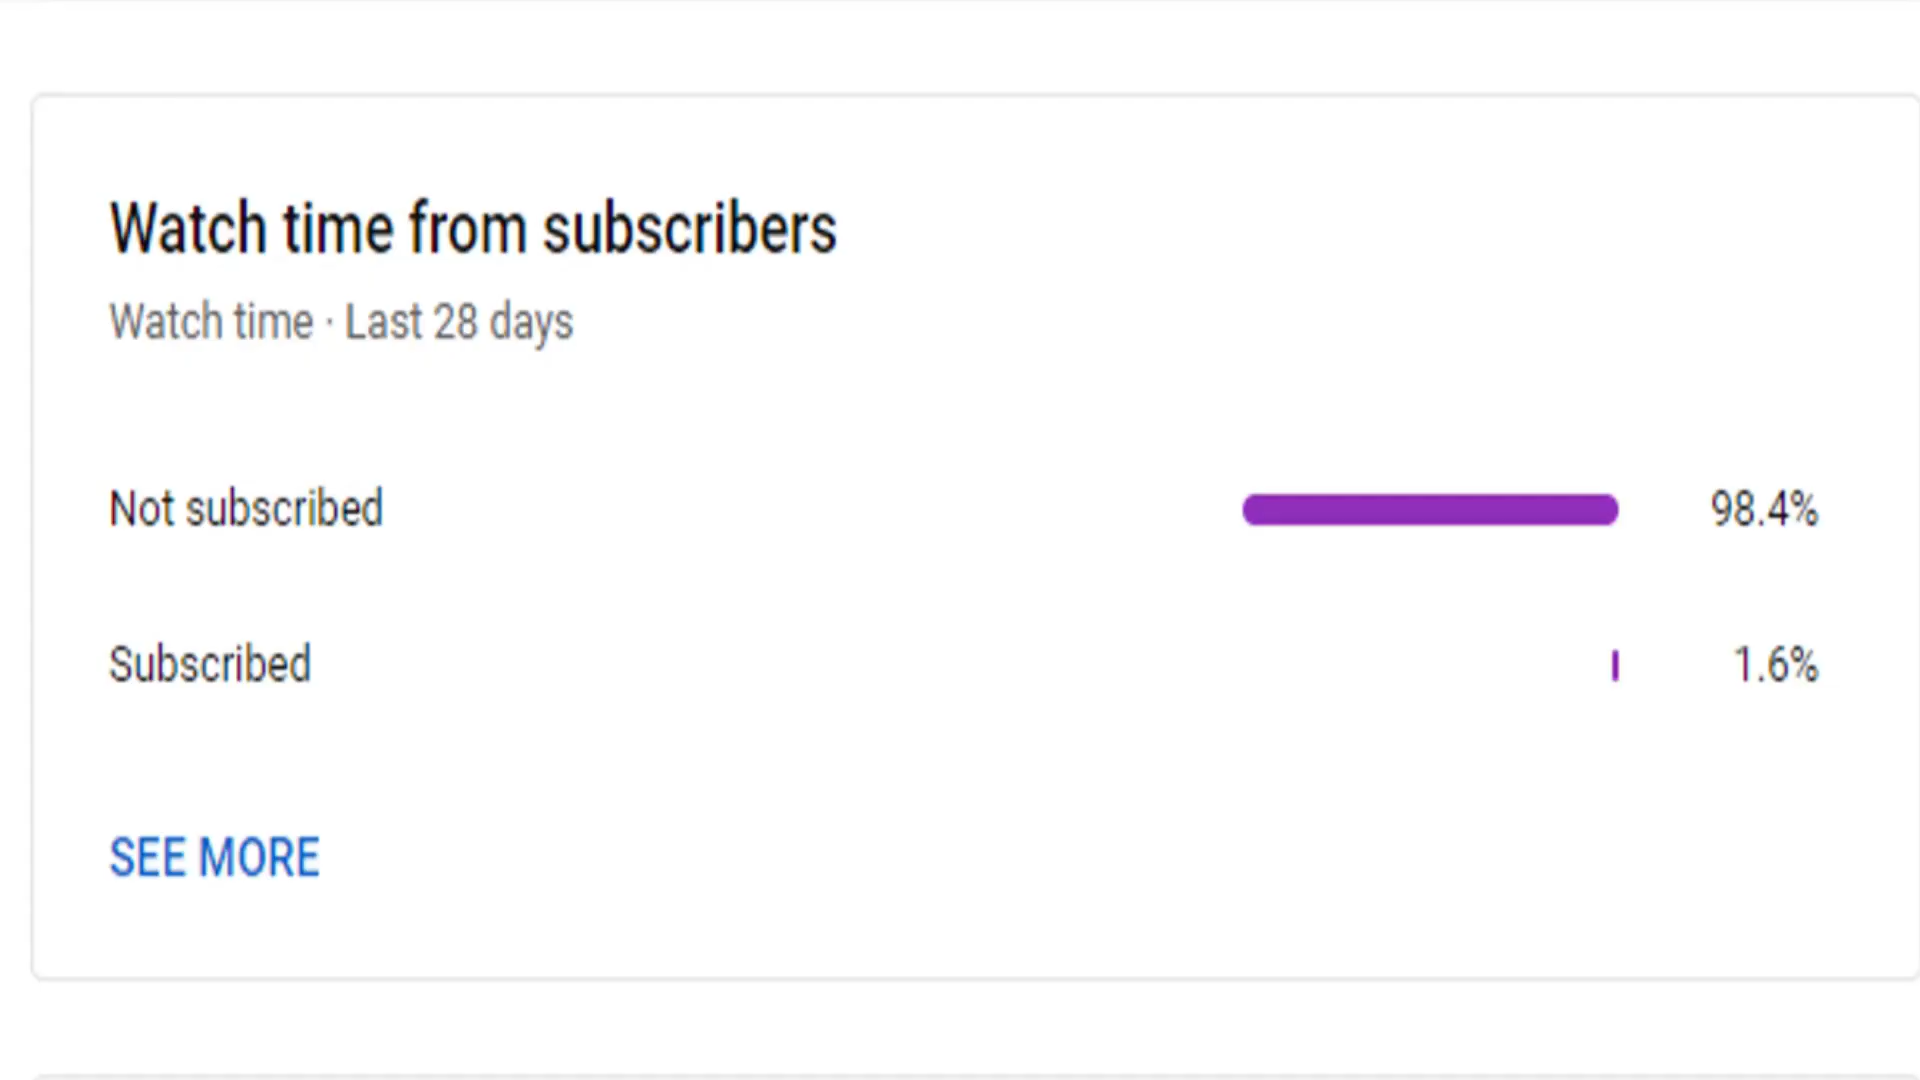 Watch time from subscribers
Watch time · Last 28 days
Not subscribed 98.4%
Subscribed 1.6%
SEE MORE